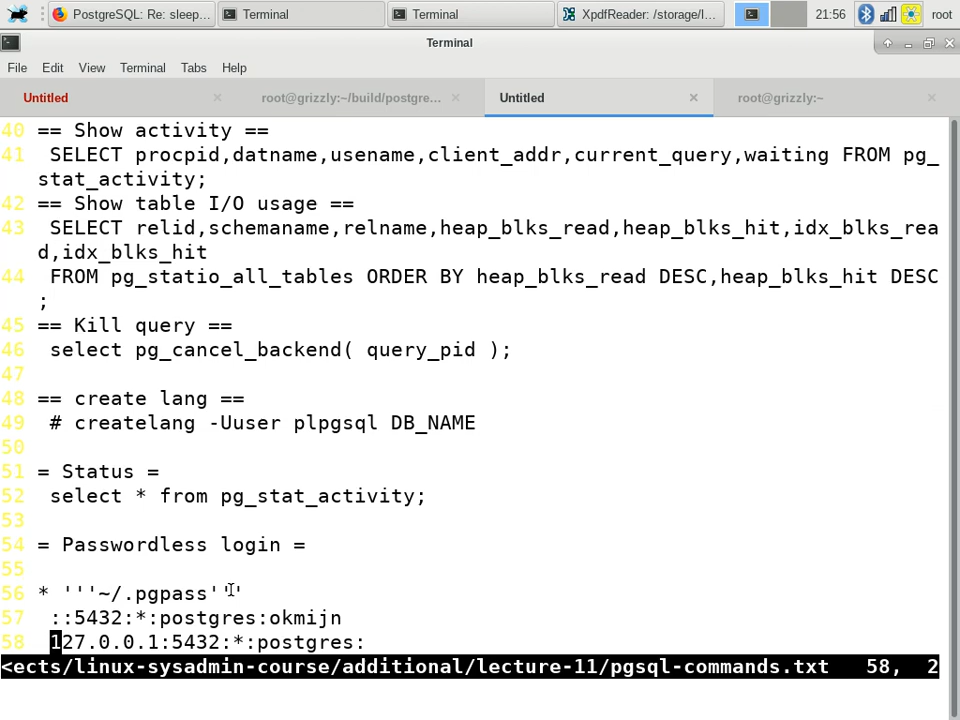 PostgreSQL: Re: sleep...
Terminal
Terminal
XpdfReader: /storage/l...
21:56
root
Terminal
File Edit View Terminal Tabs Help
Untitled
root@grizzly:~/build/postgre...
Untitled
root@grizzly:~
40 == Show activity ==
41  SELECT procpid,datname,usename,client_addr,current_query,waiting FROM pg_
stat_activity;
42 == Show table I/O usage ==
43  SELECT relid,schemaname,relname,heap_blks_read,heap_blks_hit,idx_blks_rea
d,idx_blks_hit
44  FROM pg_statio_all_tables ORDER BY heap_blks_read DESC,heap_blks_hit DESC
;
45 == Kill query ==
46  select pg_cancel_backend( query_pid );
47
48 == create lang ==
49  # createlang -Uuser plpgsql DB_NAME
50
51 = Status =
52  select * from pg_stat_activity;
53
54 = Passwordless login =
55
56 * '''~/.pgpass'''
57  ::5432:*:postgres:okmijn
58  127.0.0.1:5432:*:postgres:
<ects/linux-sysadmin-course/additional/lecture-11/pgsql-commands.txt   58,  2